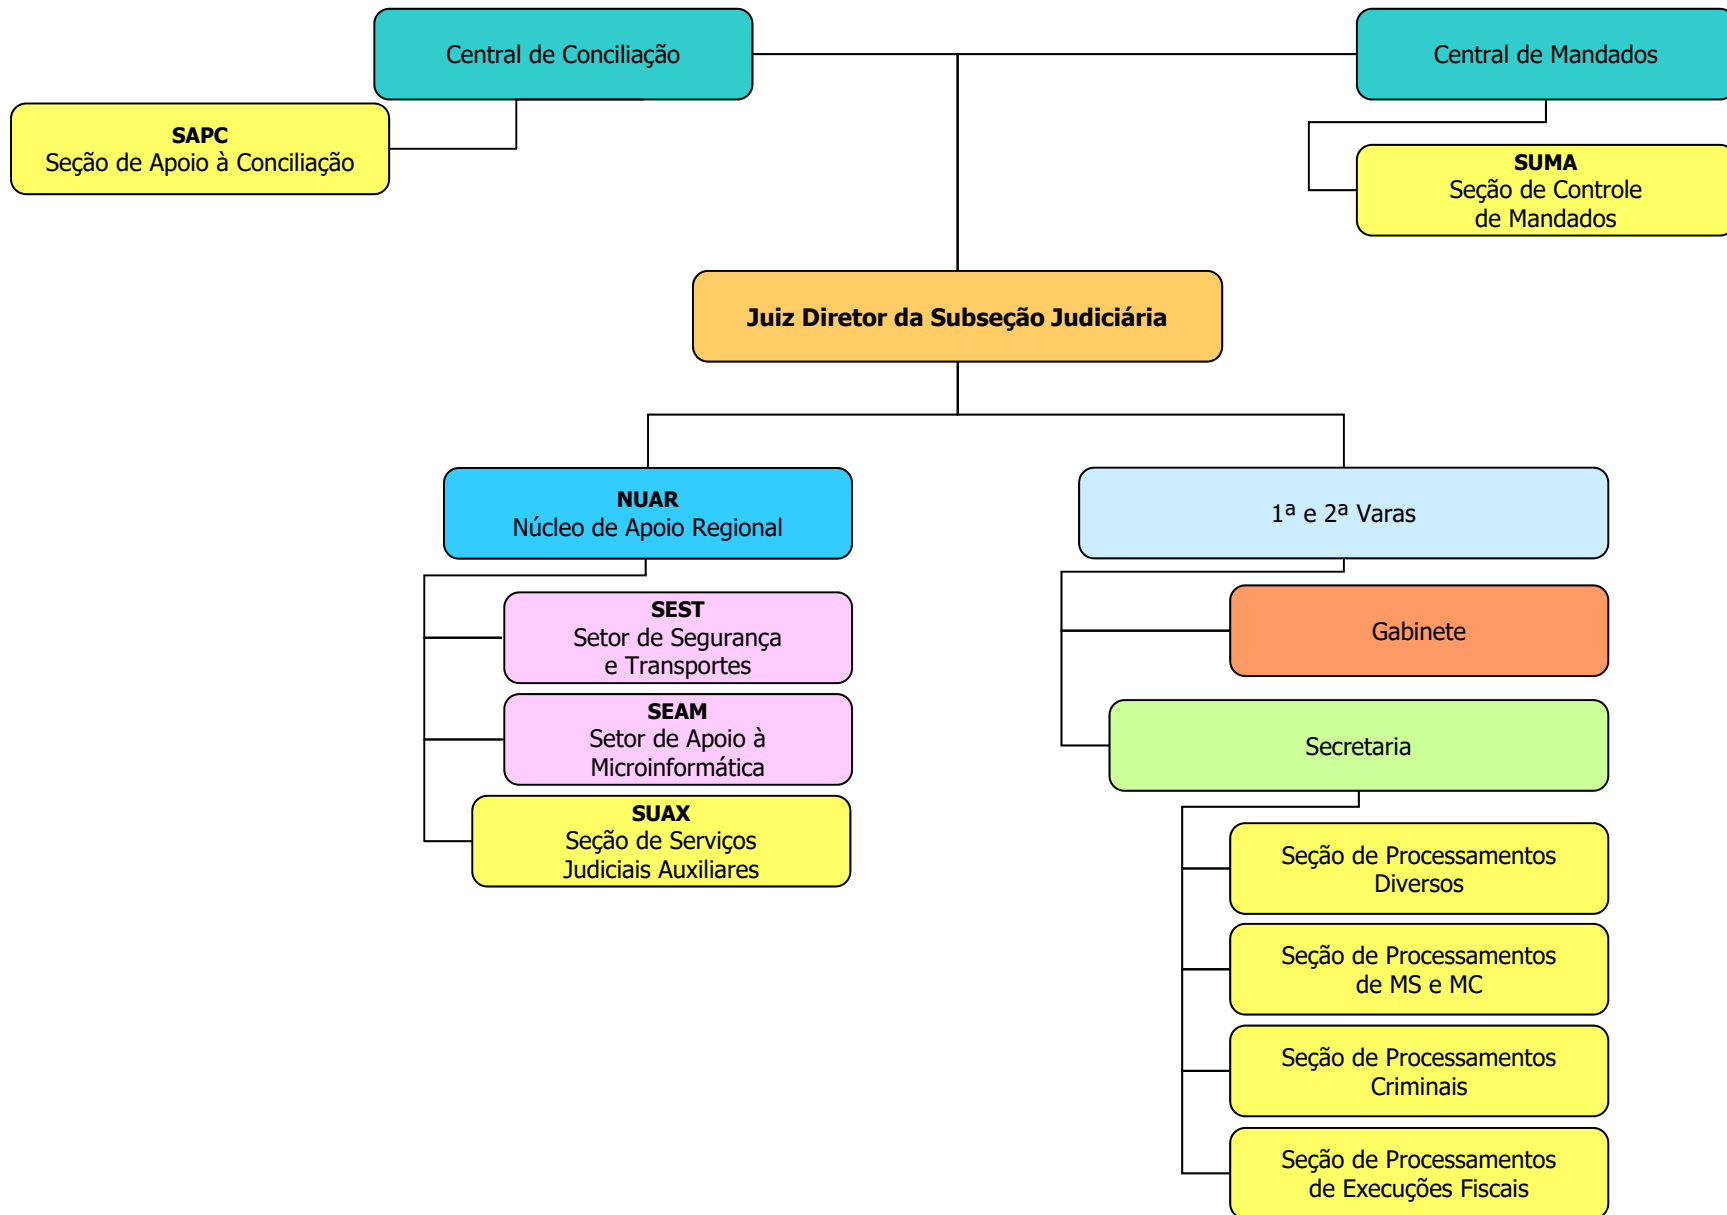 Central de Conciliação
Central de Mandados
SAPC
Seção de Apoio à Conciliação
SUMA
Seção de Controle
de Mandados
Juiz Diretor da Subseção Judiciária
NUAR
Núcleo de Apoio Regional
SEST
Setor de Segurança
e Transportes
SEAM
Setor de Apoio à
Microinformática
SUAX
Seção de Serviços
Judiciais Auxiliares
1ª e 2ª Varas
Gabinete
Secretaria
Seção de Processamentos
Diversos
Seção de Processamentos
de MS e MC
Seção de Processamentos
Criminais
Seção de Processamentos
de Execuções Fiscais